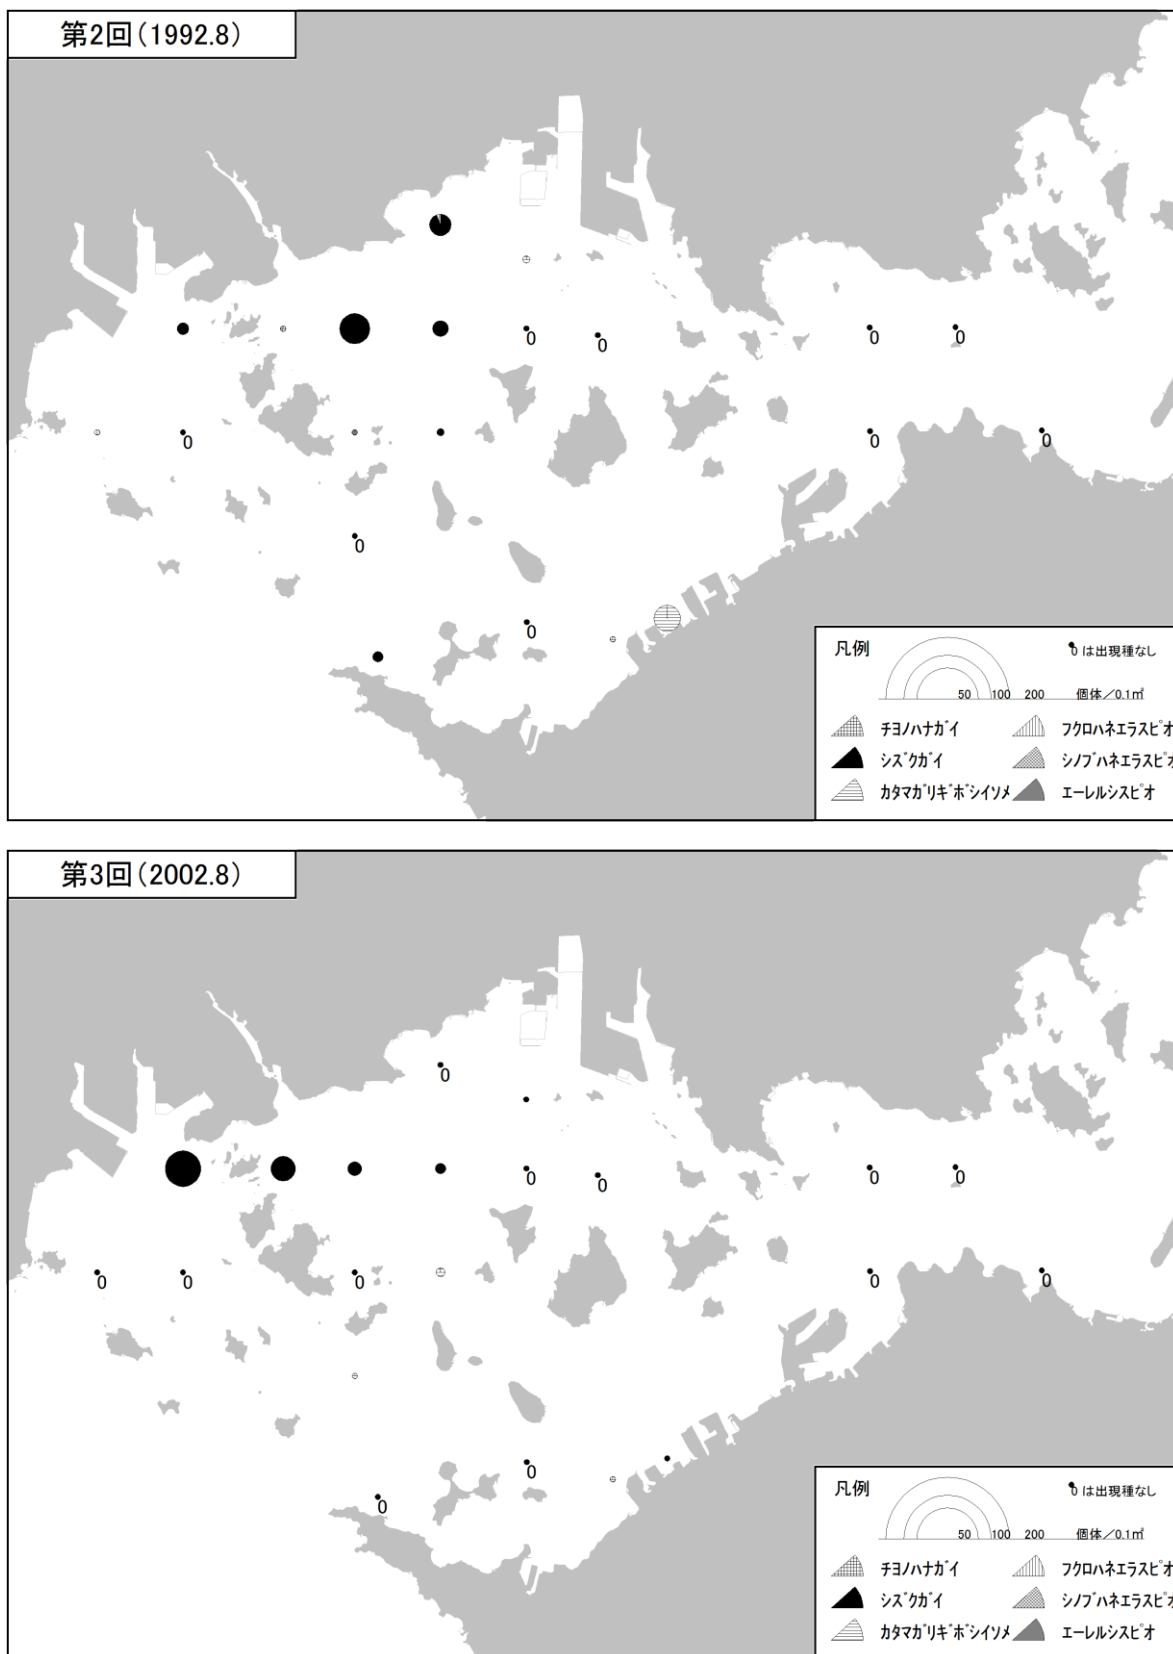 第2回(1992.8)
0
0
0
0
0
0
0
0
0
凡例
0 は出現種なし
50 100 200 個体/0.1㎡
チヨノハナガイ フクロハネエラスピオ
シズクガイ シノブハネエラスピオ
カタマガリギボシイソメ エーレルシスピオ
第3回(2002.8)
0
0
0
0
0
0
0
0
0
0
0
0
凡例
0 は出現種なし
50 100 200 個体/0.1㎡
チヨノハナガイ フクロハネエラスピオ
シズクガイ シノブハネエラスピオ
カタマガリギボシイソメ エーレルシスピオ